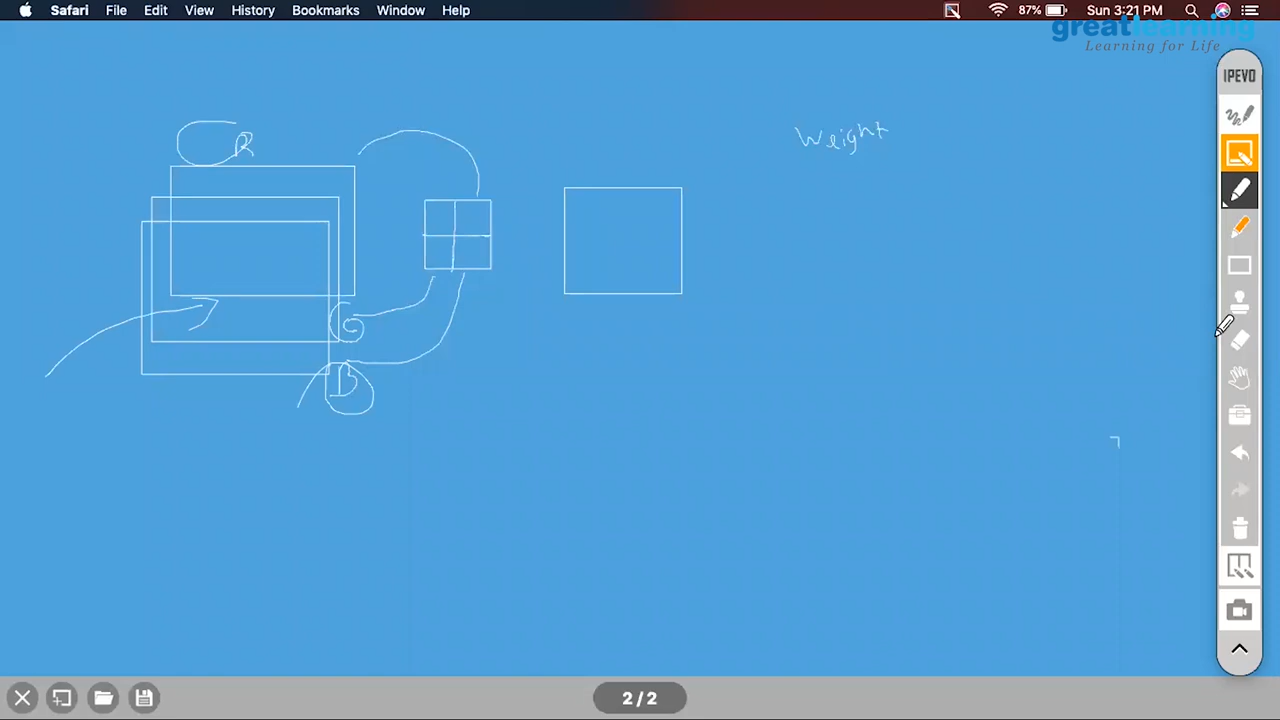 Safari File Edit View History Bookmarks Window Help 87% Sun 3:21 PM
greatlearning
Learning for Life
IPEVO
R
Weight
G
B
2 / 2